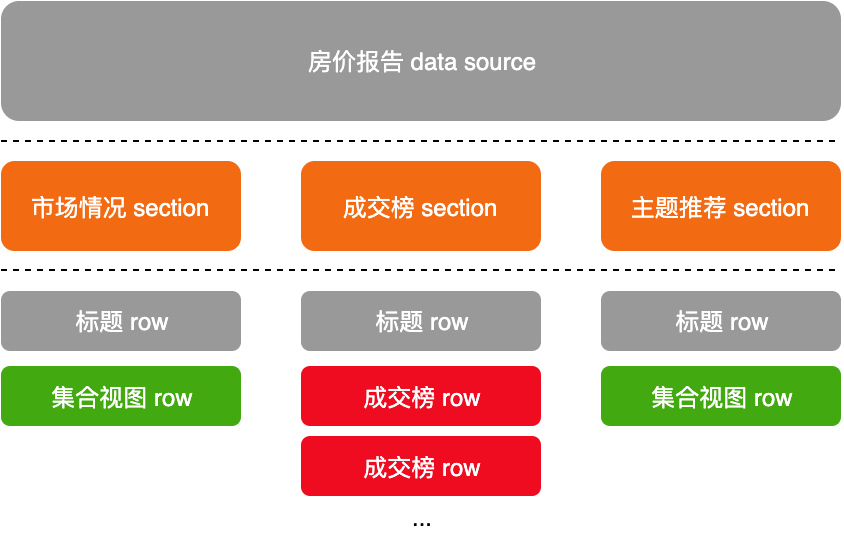 房价报告 data source
市场情况 section
成交榜 section
主题推荐 section
标题 row
标题 row
标题 row
集合视图 row
成交榜 row
集合视图 row
成交榜 row
...